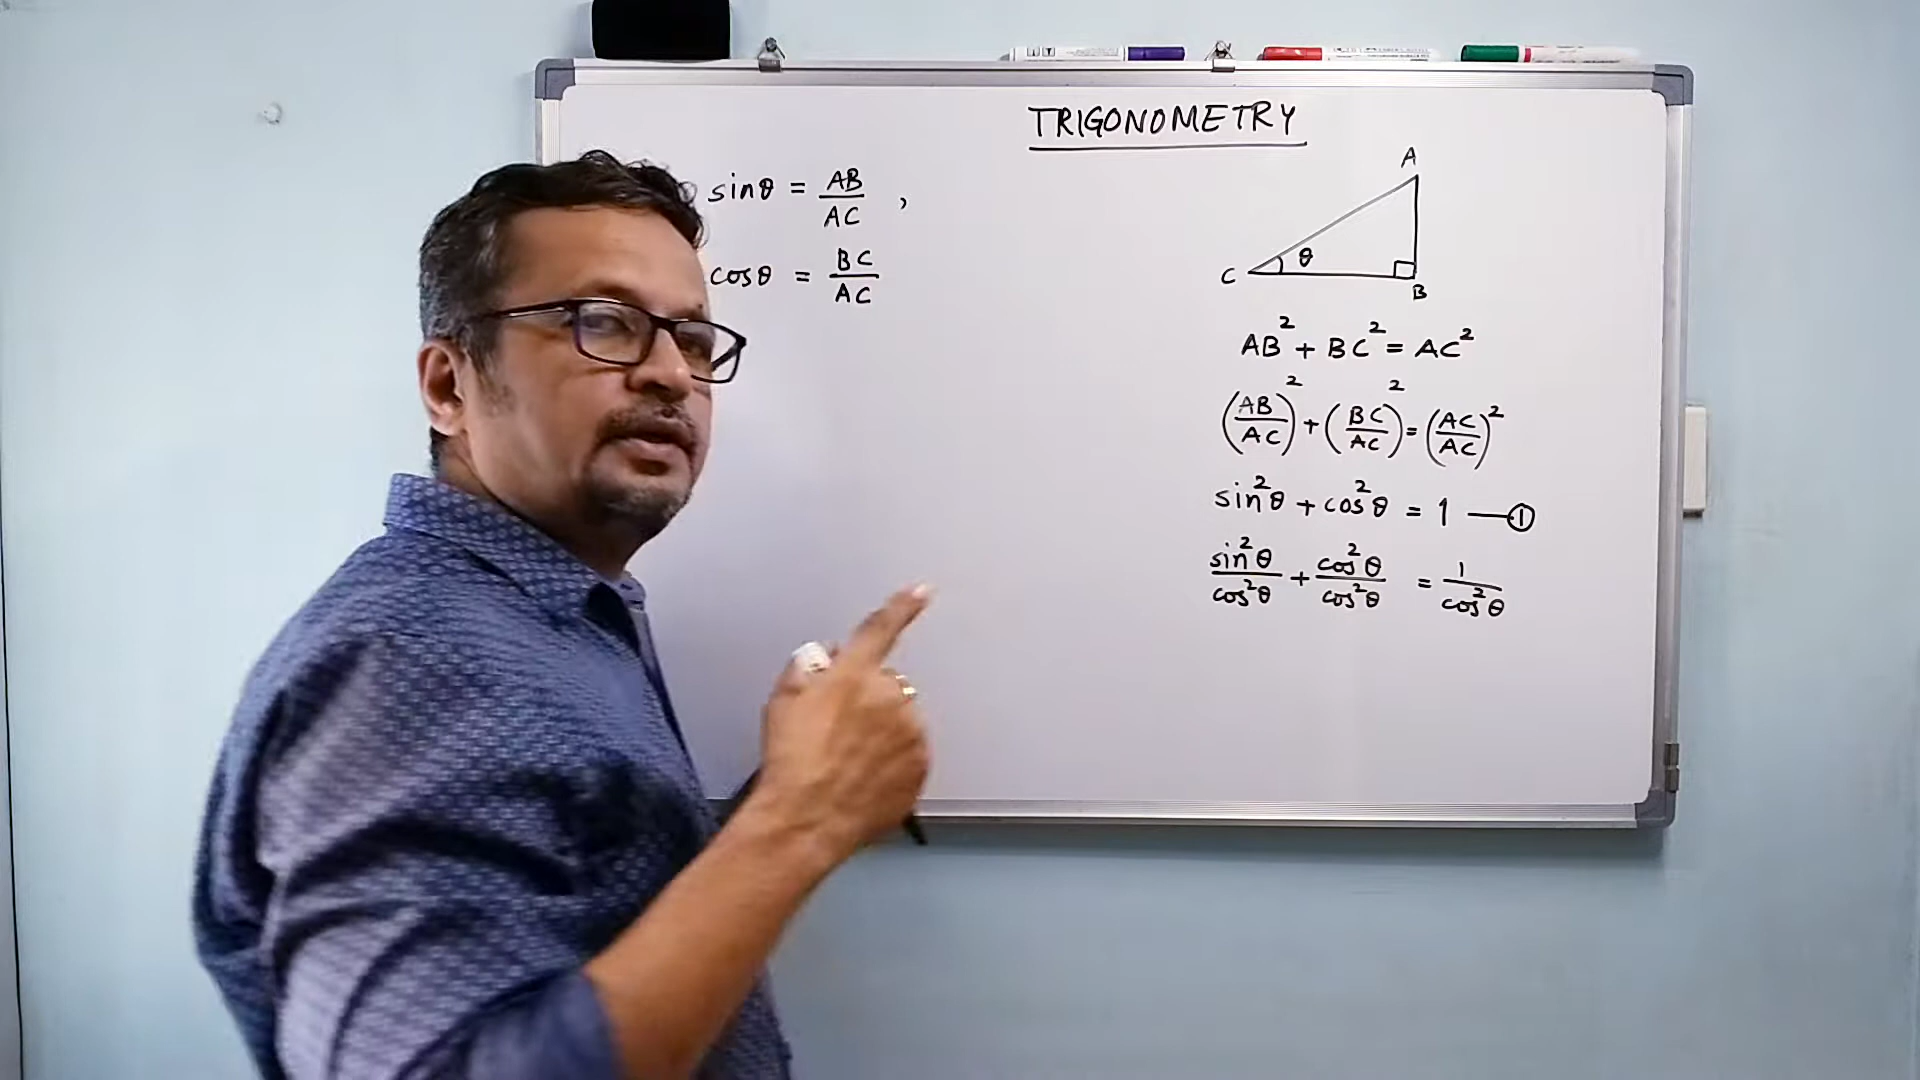 TRIGONOMETRY
sinθ = AB/AC ,
cosθ = BC/AC
A
θ
C
B
AB² + BC² = AC²
(AB/AC)² + (BC/AC)² = (AC/AC)²
sin²θ + cos²θ = 1 — ①
sin²θ/cos²θ + cos²θ/cos²θ = 1/cos²θ